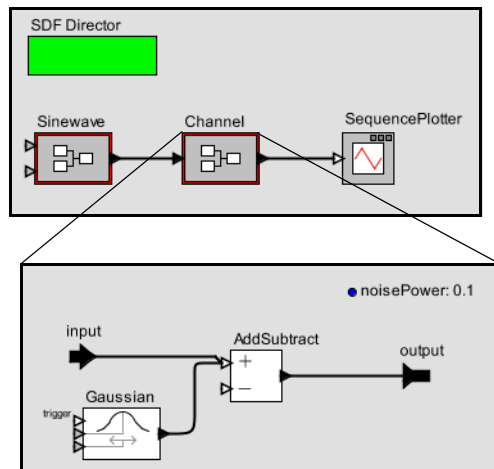 SDF Director
Sinewave
Channel
SequencePlotter
noisePower: 0.1
input
AddSubtract
output
Gaussian
trigger
+
−